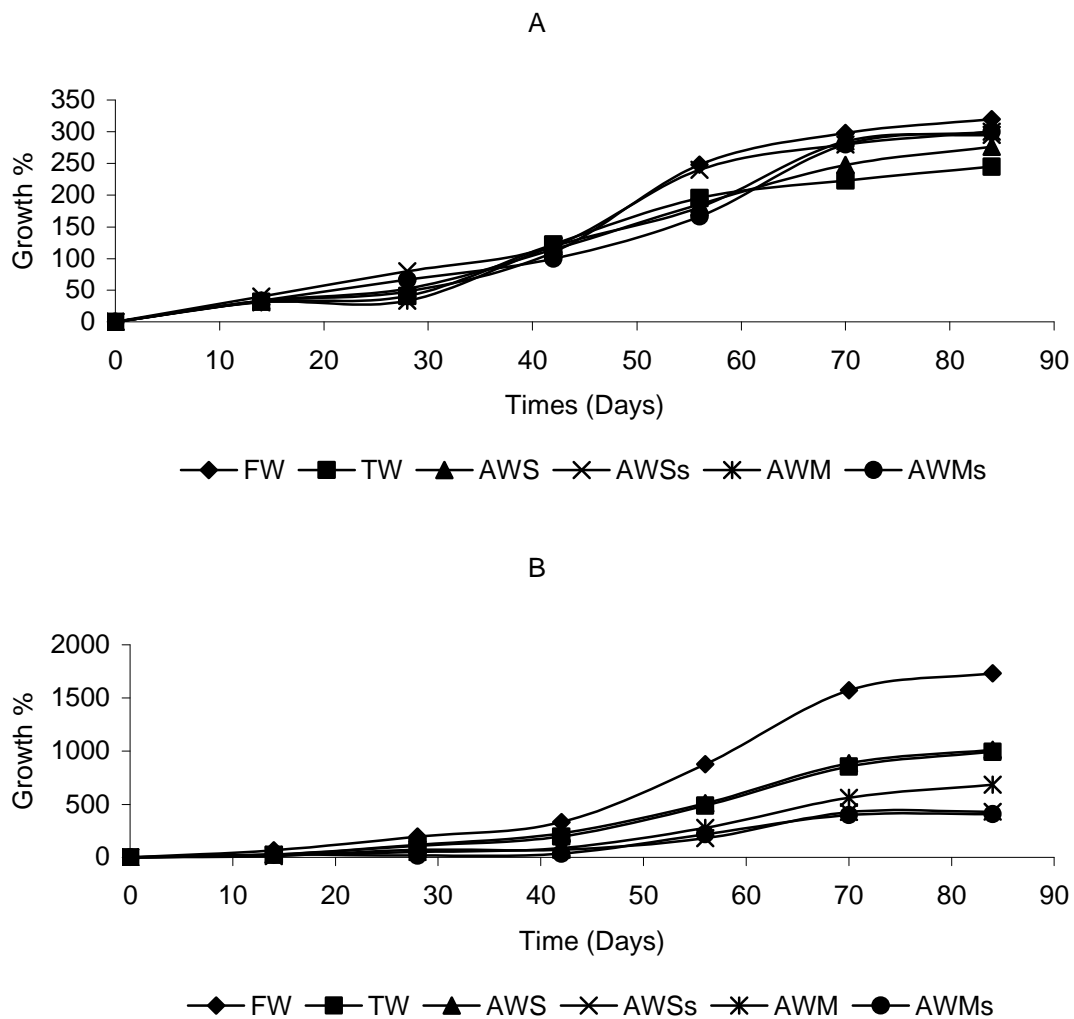 A
350
300
250
200
150
100
50
0
Growth %
0 10 20 30 40 50 60 70 80 90
Times (Days)
FW TW AWS AWSs AWM AWMs
B
2000
1500
1000
500
0
Growth %
0 10 20 30 40 50 60 70 80 90
Time (Days)
FW TW AWS AWSs AWM AWMs